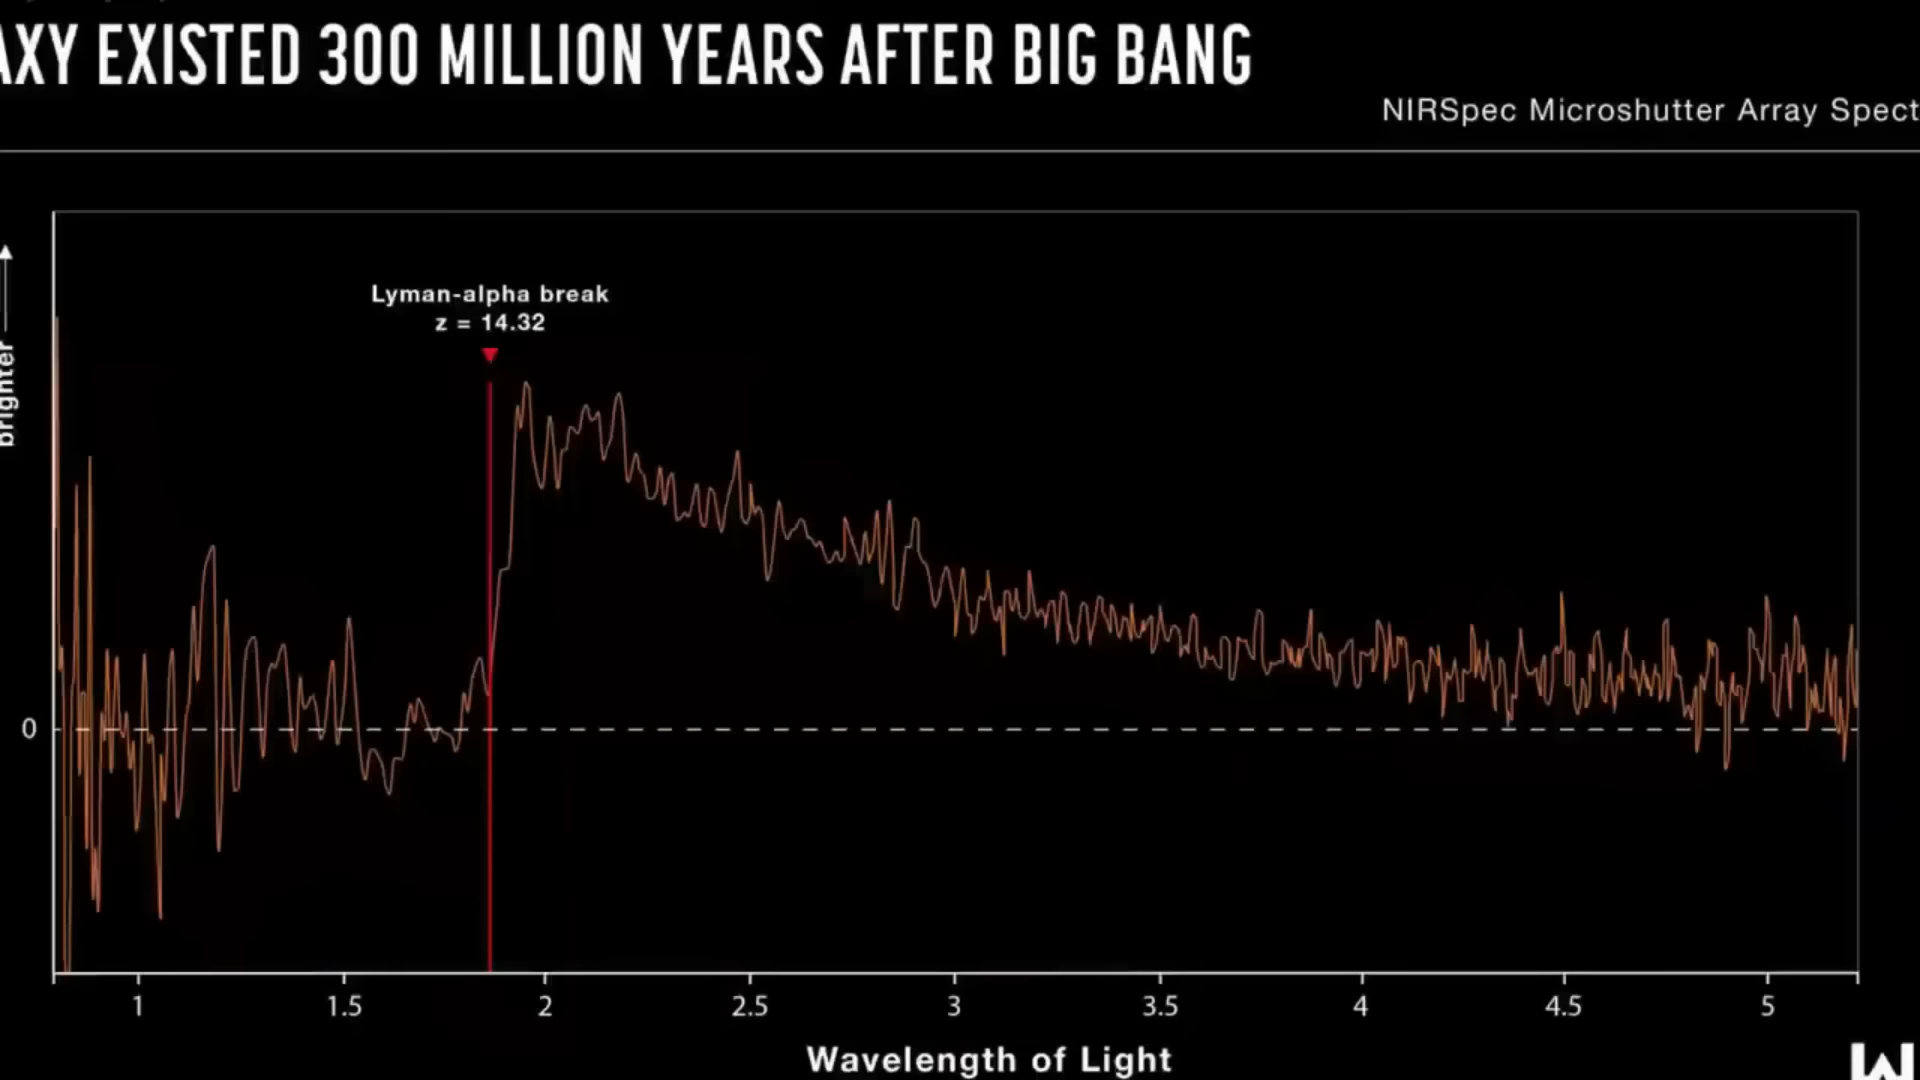 AXY EXISTED 300 MILLION YEARS AFTER BIG BANG
NIRSpec Microshutter Array Spect
brighter
Lyman-alpha break
z = 14.32
0
1 1.5 2 2.5 3 3.5 4 4.5 5
Wavelength of Light